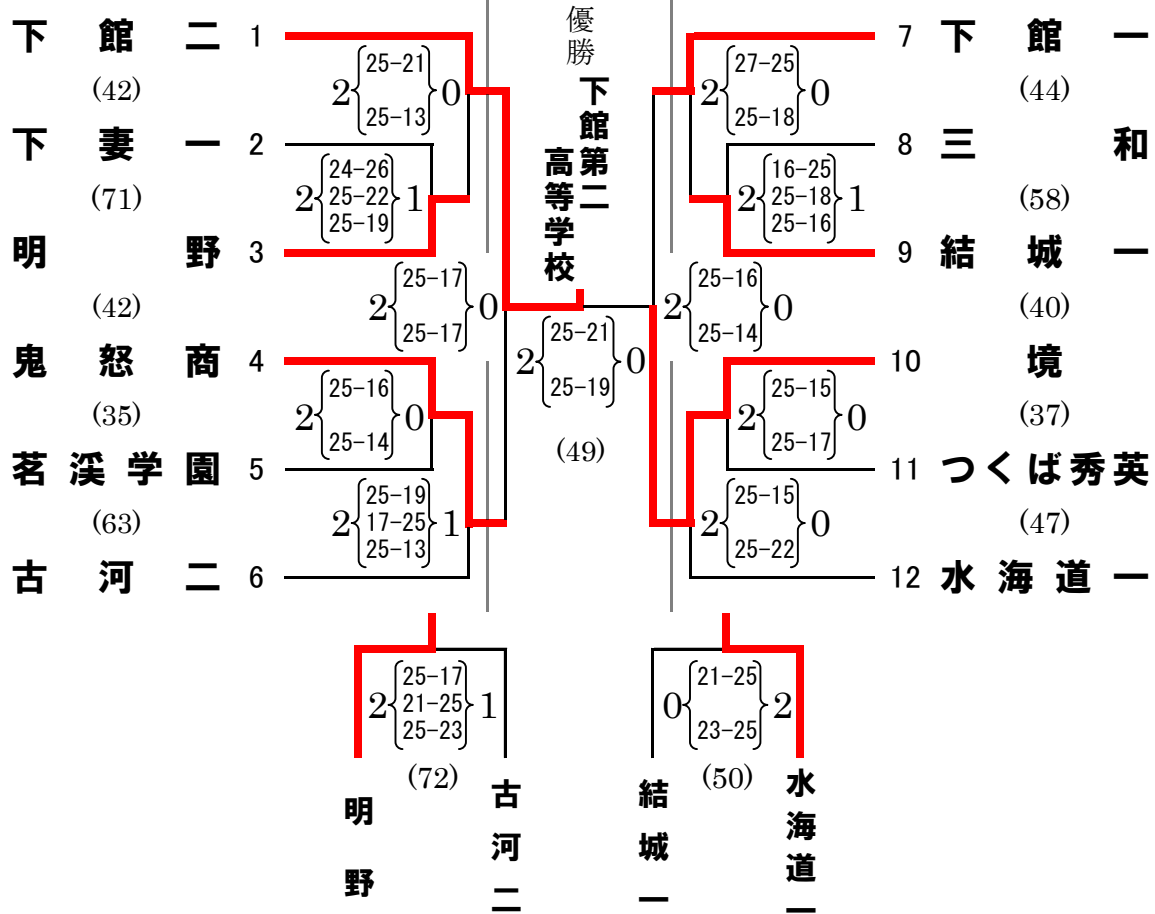 下館二 1
(42)
下妻一 2
(71)
明野 3
(42)
鬼怒商 4
(35)
茗渓学園 5
(63)
古河二 6
2 25-21 0
25-13
2 24-26 1
25-22
25-19
2 25-17 0
25-17
2 25-16 0
25-14
2 25-19 1
17-25
25-13
優勝
下館第二
高等学校
2 25-21 0
25-19
(49)
7 下館一
(44)
8 三和
(58)
9 結城一
(40)
10 境
(37)
11 つくば秀英
(47)
12 水海道一
2 27-25 0
25-18
2 16-25 1
25-18
25-16
2 25-16 0
25-14
2 25-15 0
25-17
2 25-15 0
25-22
2 25-17 1
21-25
25-23
(72)
明野
古河二
0 21-25 2
23-25
(50)
結城一
水海道一